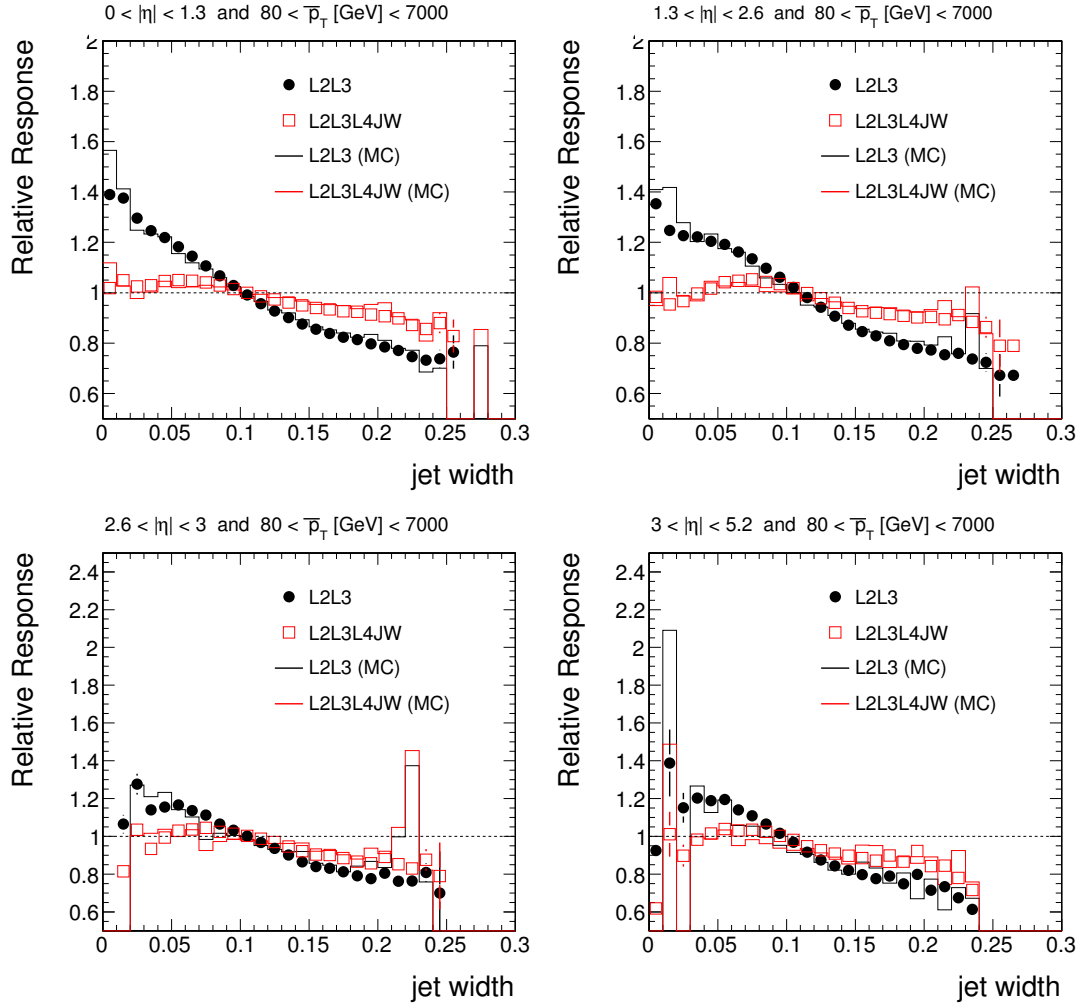 0 < |η| < 1.3 and 80 < p̅_T [GeV] < 7000
Relative Response
2
1.8
1.6
1.4
1.2
1
0.8
0.6
L2L3
L2L3L4JW
L2L3 (MC)
L2L3L4JW (MC)
0 0.05 0.1 0.15 0.2 0.25 0.3
jet width
1.3 < |η| < 2.6 and 80 < p̅_T [GeV] < 7000
Relative Response
2
1.8
1.6
1.4
1.2
1
0.8
0.6
L2L3
L2L3L4JW
L2L3 (MC)
L2L3L4JW (MC)
0 0.05 0.1 0.15 0.2 0.25 0.3
jet width
2.6 < |η| < 3 and 80 < p̅_T [GeV] < 7000
Relative Response
2.4
2.2
2
1.8
1.6
1.4
1.2
1
0.8
0.6
L2L3
L2L3L4JW
L2L3 (MC)
L2L3L4JW (MC)
0 0.05 0.1 0.15 0.2 0.25 0.3
jet width
3 < |η| < 5.2 and 80 < p̅_T [GeV] < 7000
Relative Response
2.4
2.2
2
1.8
1.6
1.4
1.2
1
0.8
0.6
L2L3
L2L3L4JW
L2L3 (MC)
L2L3L4JW (MC)
0 0.05 0.1 0.15 0.2 0.25 0.3
jet width